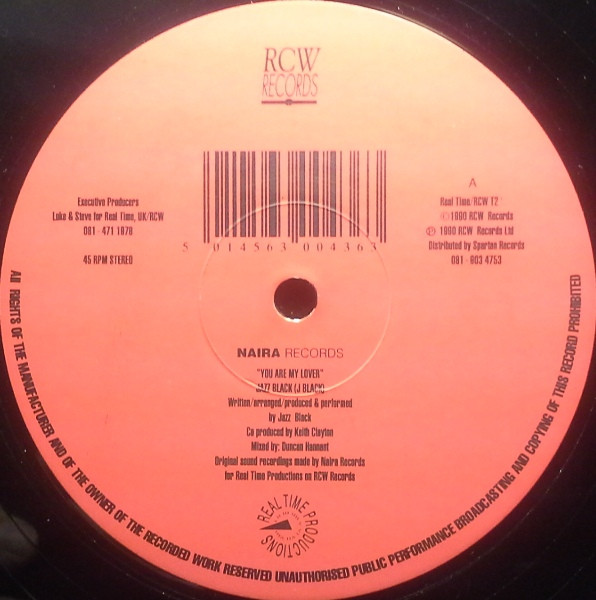 RCW
RECORDS
Executive Producers
Luke & Steve for Real Time, UK/RCW
081 - 471 1878
45 RPM STEREO
5 014563 004363
A
Real Time/RCW T2
©1990 RCW Records
℗ 1990 RCW Records Ltd
Distributed by Spartan Records
081 - 903 4753
NAIRA RECORDS
"YOU ARE MY LOVER"
JAZZ BLACK (J BLACK)
Written/arranged/produced & performed
by Jazz Black
Co produced by Keith Clayton
Mixed by: Duncan Hannant
Original sound recordings made by Naira Records
for Real Time Productions on RCW Records
REAL TIME PRODUCTIONS
All RIGHTS OF THE MANUFACTURER AND OF THE OWNER OF THE RECORDED WORK RESERVED UNAUTHORISED PUBLIC PERFORMANCE BROADCASTING AND COPYING OF THIS RECORD PROHIBITED